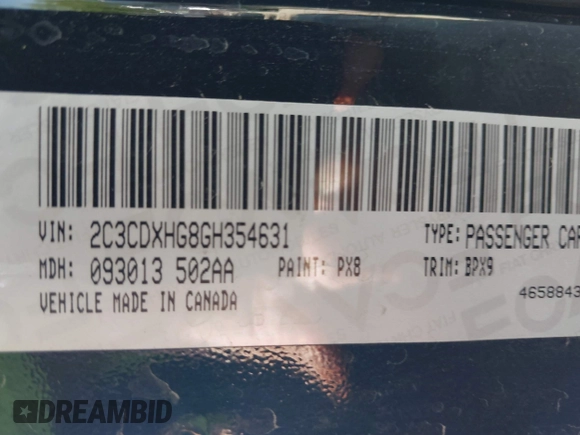 VIN: 2C3CDXHG8GH354631 TYPE: PASSENGER CAR
MDH: 093013 502AA PAINT: PX8 TRIM: BPX9
VEHICLE MADE IN CANADA 4658843
DREAMBID